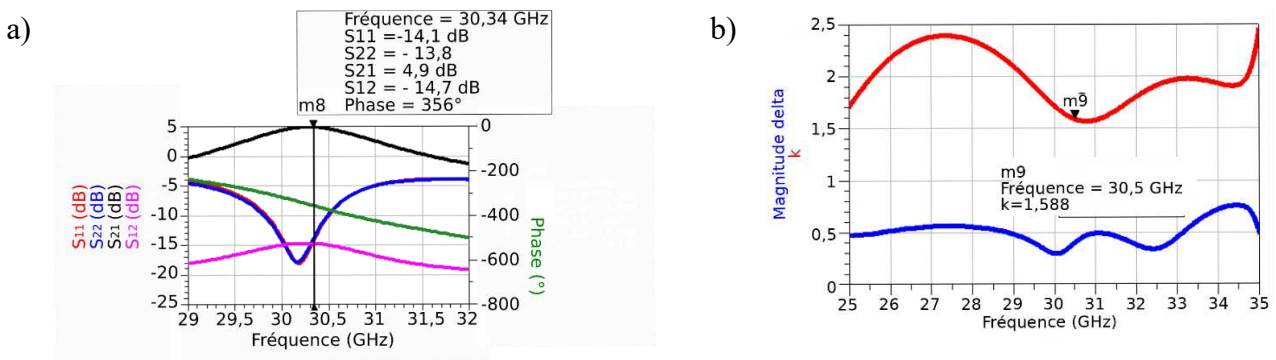 a)
Fréquence = 30,34 GHz
S11 =-14,1 dB
S22 = - 13,8
S21 = 4,9 dB
S12 = - 14,7 dB
Phase = 356°
m8
5
0
-5
-10
-15
-20
-25
S11 (dB)
S22 (dB)
S21 (dB)
S12 (dB)
0
-200
-400
-600
-800
Phase (°)
29 29,5 30 30,5 31 31,5 32
Fréquence (GHz)
b)
2,5
2
1,5
1
0,5
0
Magnitude delta
k
m9
m9
Fréquence = 30,5 GHz
k=1,588
25 26 27 28 29 30 31 32 33 34 35
Fréquence (GHz)